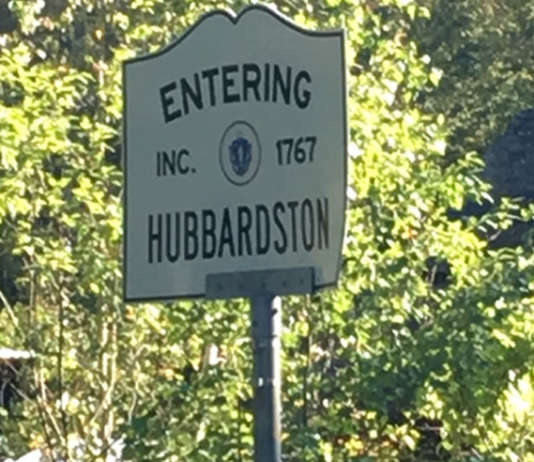 ENTERING
INC. 1767
HUBBARDSTON